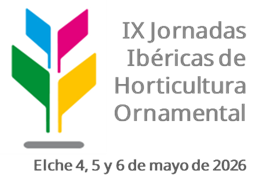 IX Jornadas
Ibéricas de
Horticultura
Ornamental
Elche 4, 5 y 6 de mayo de 2026